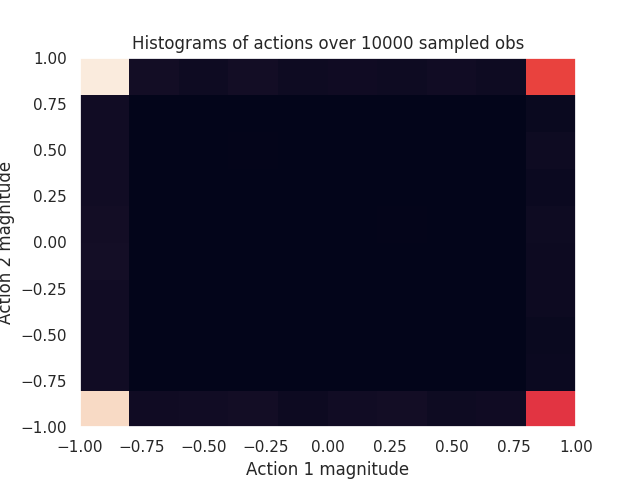 Histograms of actions over 10000 sampled obs
1.00
0.75
0.50
0.25
0.00
−0.25
−0.50
−0.75
−1.00
Action 2 magnitude
−1.00 −0.75 −0.50 −0.25 0.00 0.25 0.50 0.75 1.00
Action 1 magnitude